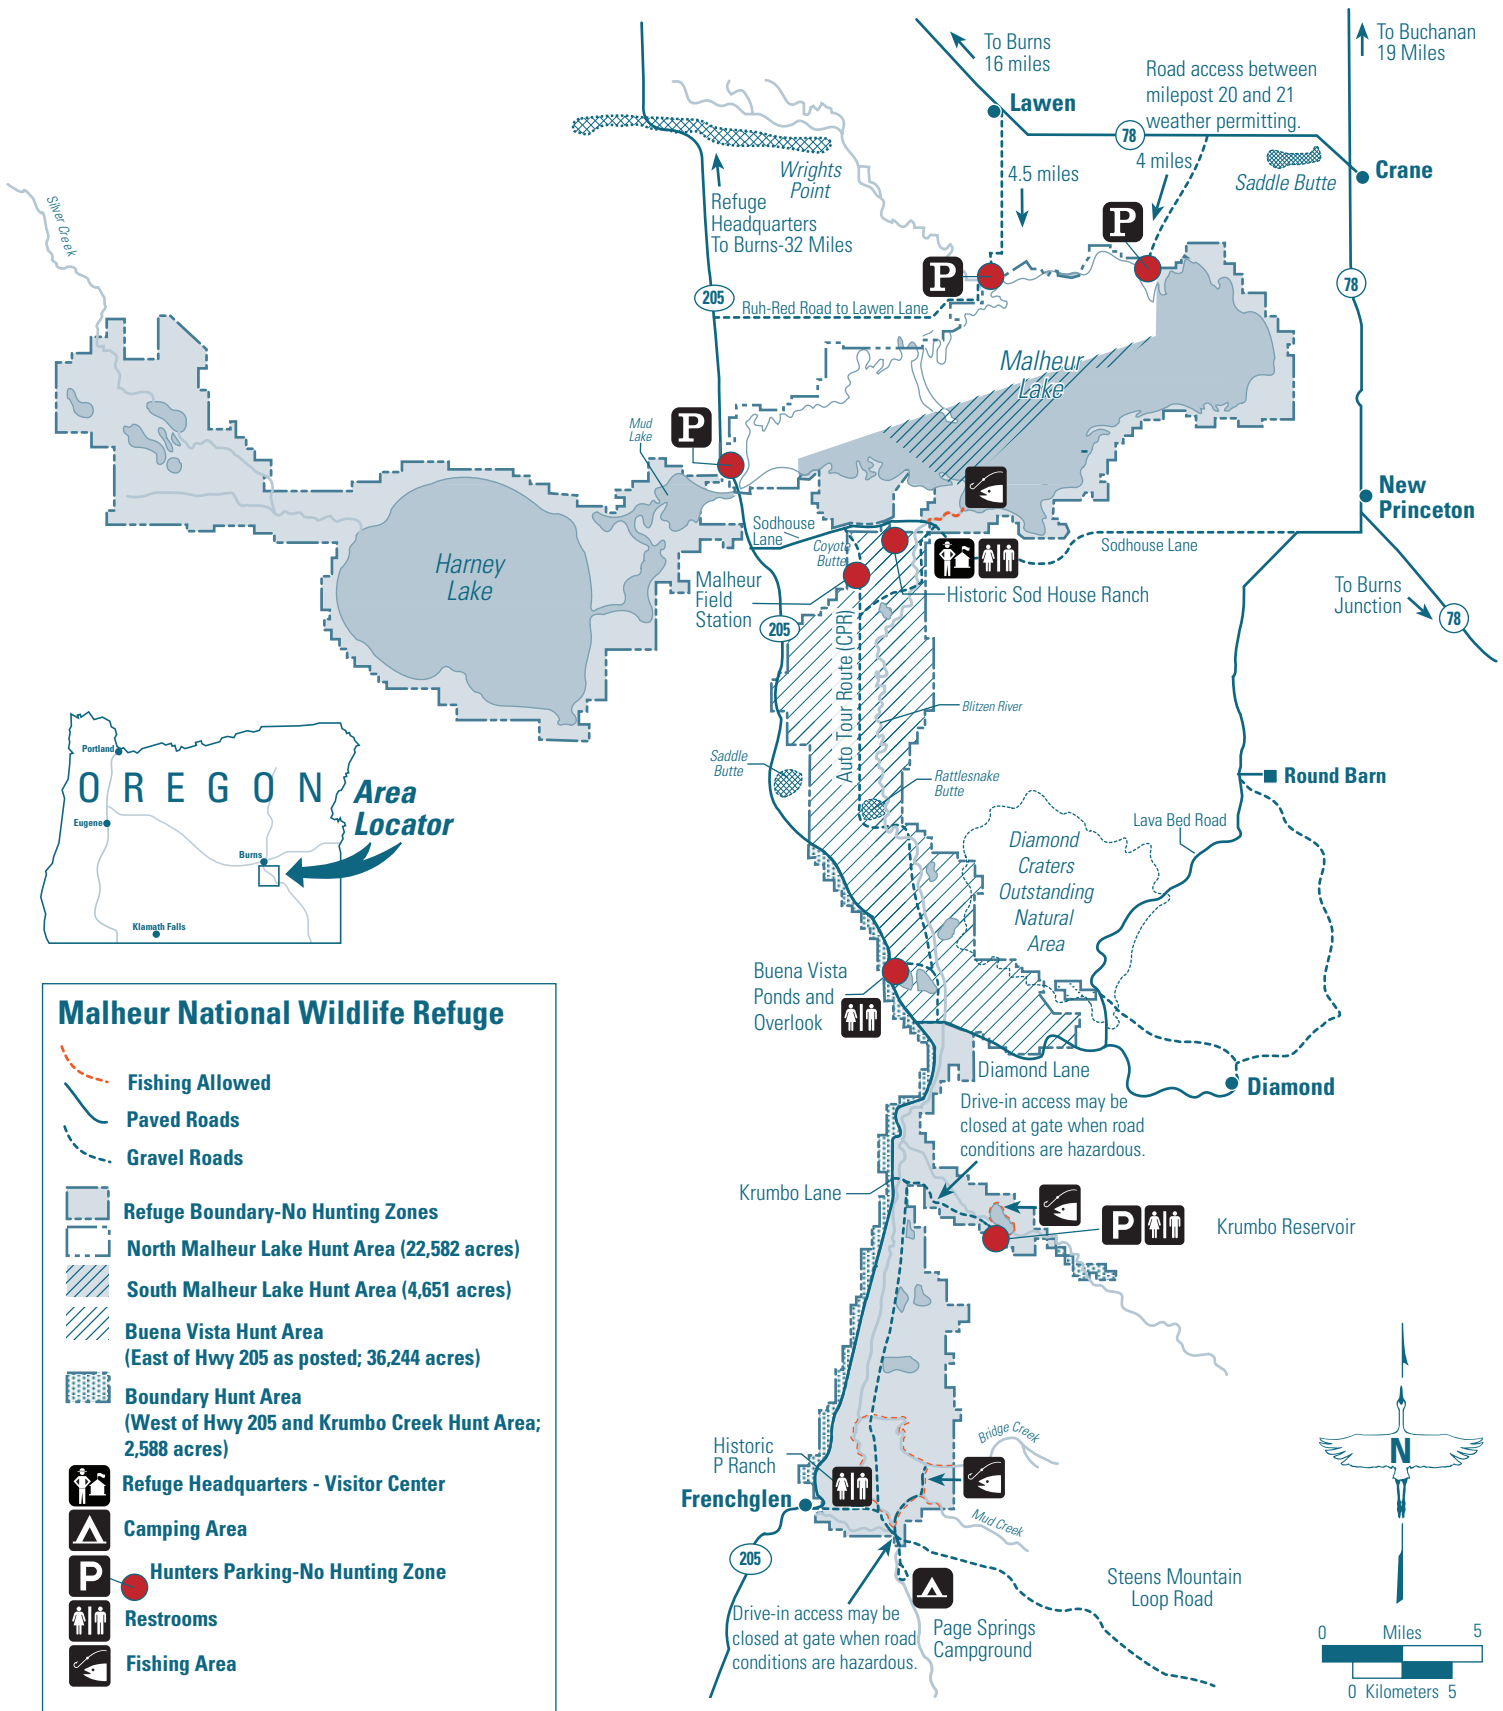 To Burns
16 miles
To Buchanan
19 Miles
Road access between
milepost 20 and 21
weather permitting.
Lawen
78
4.5 miles
4 miles
Saddle Butte
Crane
Wrights
Point
Silver Creek
Refuge
Headquarters
To Burns-32 Miles
P
P
205
Ruh-Red Road to Lawen Lane
78
Malheur
Lake
Mud
Lake
P
New
Princeton
Sodhouse
Lane
Coyote
Butte
Sodhouse Lane
Harney
Lake
Malheur
Field
Station
Historic Sod House Ranch
To Burns
Junction
78
205
Auto Tour Route (CPR)
Blitzen River
Saddle
Butte
Rattlesnake
Butte
Round Barn
Portland
OREGON
Eugene
Burns
Klamath Falls
Area
Locator
Lava Bed Road
Diamond
Craters
Outstanding
Natural
Area
Buena Vista
Ponds and
Overlook
Diamond Lane
Diamond
Drive-in access may be
closed at gate when road
conditions are hazardous.
Krumbo Lane
P
Krumbo Reservoir
Malheur National Wildlife Refuge
Fishing Allowed
Paved Roads
Gravel Roads
Refuge Boundary-No Hunting Zones
North Malheur Lake Hunt Area (22,582 acres)
South Malheur Lake Hunt Area (4,651 acres)
Buena Vista Hunt Area
(East of Hwy 205 as posted; 36,244 acres)
Boundary Hunt Area
(West of Hwy 205 and Krumbo Creek Hunt Area;
2,588 acres)
Refuge Headquarters - Visitor Center
Camping Area
P
Hunters Parking-No Hunting Zone
Restrooms
Fishing Area
Historic
P Ranch
Bridge Creek
Frenchglen
Mud Creek
205
Drive-in access may be
closed at gate when road
conditions are hazardous.
Page Springs
Campground
Steens Mountain
Loop Road
N
0 Miles 5
0 Kilometers 5